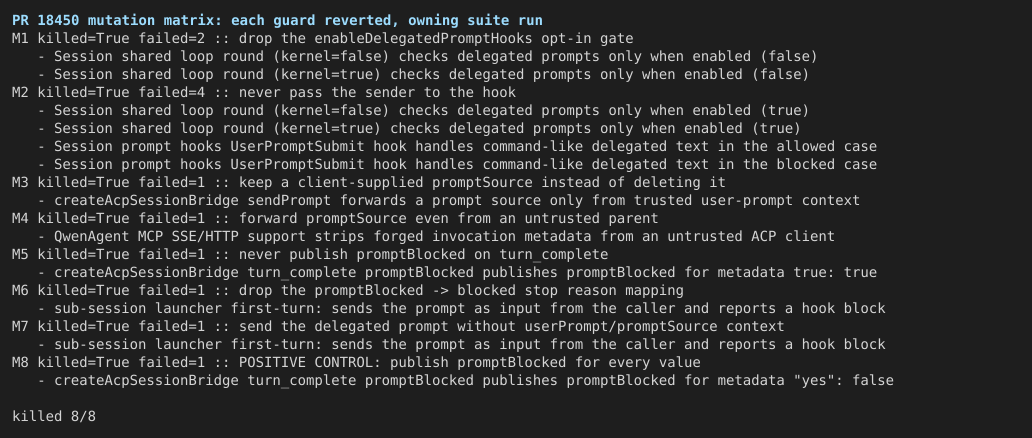 PR 18450 mutation matrix: each guard reverted, owning suite run
M1 killed=True failed=2 :: drop the enableDelegatedPromptHooks opt-in gate
- Session shared loop round (kernel=false) checks delegated prompts only when enabled (false)
- Session shared loop round (kernel=true) checks delegated prompts only when enabled (false)
M2 killed=True failed=4 :: never pass the sender to the hook
- Session shared loop round (kernel=false) checks delegated prompts only when enabled (true)
- Session shared loop round (kernel=true) checks delegated prompts only when enabled (true)
- Session prompt hooks UserPromptSubmit hook handles command-like delegated text in the allowed case
- Session prompt hooks UserPromptSubmit hook handles command-like delegated text in the blocked case
M3 killed=True failed=1 :: keep a client-supplied promptSource instead of deleting it
- createAcpSessionBridge sendPrompt forwards a prompt source only from trusted user-prompt context
M4 killed=True failed=1 :: forward promptSource even from an untrusted parent
- QwenAgent MCP SSE/HTTP support strips forged invocation metadata from an untrusted ACP client
M5 killed=True failed=1 :: never publish promptBlocked on turn_complete
- createAcpSessionBridge turn_complete promptBlocked publishes promptBlocked for metadata true: true
M6 killed=True failed=1 :: drop the promptBlocked -> blocked stop reason mapping
- sub-session launcher first-turn: sends the prompt as input from the caller and reports a hook block
M7 killed=True failed=1 :: send the delegated prompt without userPrompt/promptSource context
- sub-session launcher first-turn: sends the prompt as input from the caller and reports a hook block
M8 killed=True failed=1 :: POSITIVE CONTROL: publish promptBlocked for every value
- createAcpSessionBridge turn_complete promptBlocked publishes promptBlocked for metadata "yes": false
killed 8/8